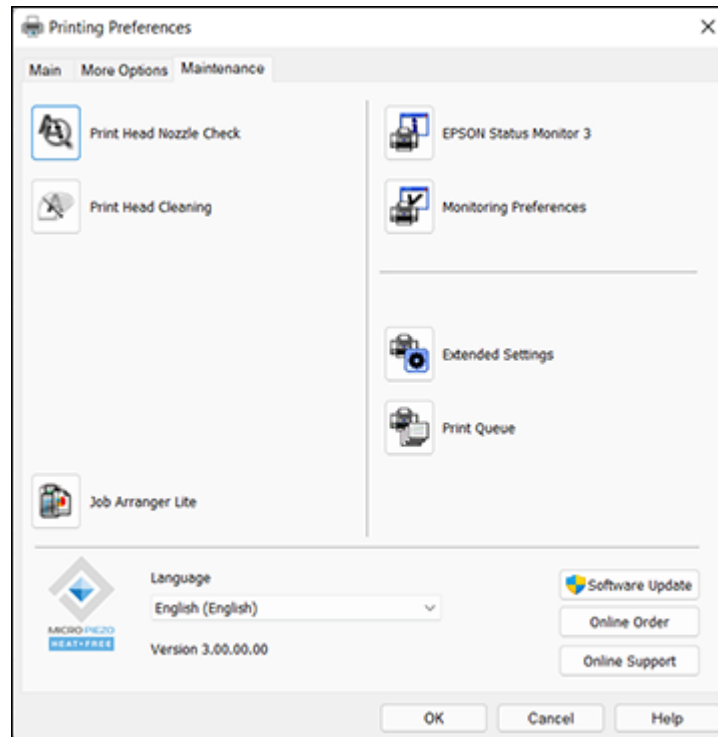 Printing Preferences
Main More Options Maintenance
Print Head Nozzle Check
EPSON Status Monitor 3
Print Head Cleaning
Monitoring Preferences
Extended Settings
Print Queue
Job Arranger Lite
Language
English (English)
Version 3.00.00.00
MICRO PIEZO
HEAT-FREE
Software Update
Online Order
Online Support
OK Cancel Help